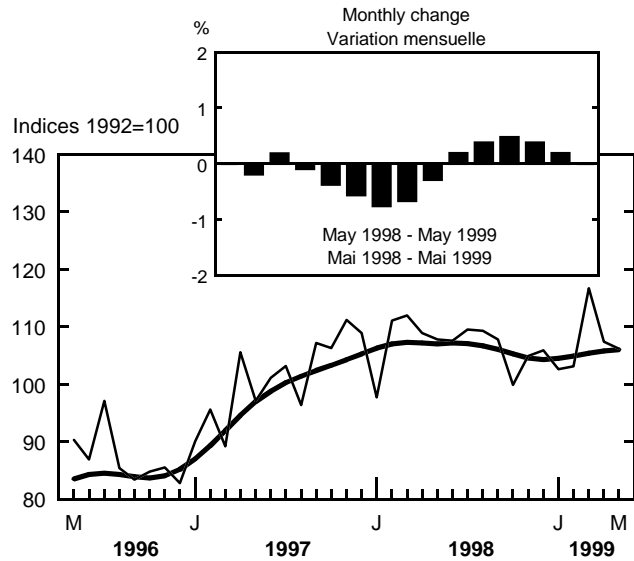 Monthly change
Variation mensuelle
%
2
1
0
-1
-2
May 1998 - May 1999
Mai 1998 - Mai 1999
Indices 1992=100
140
130
120
110
100
90
80
M J J J M
1996 1997 1998 1999